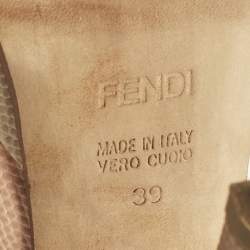 FENDI
MADE IN ITALY
VERO CUOIO
39